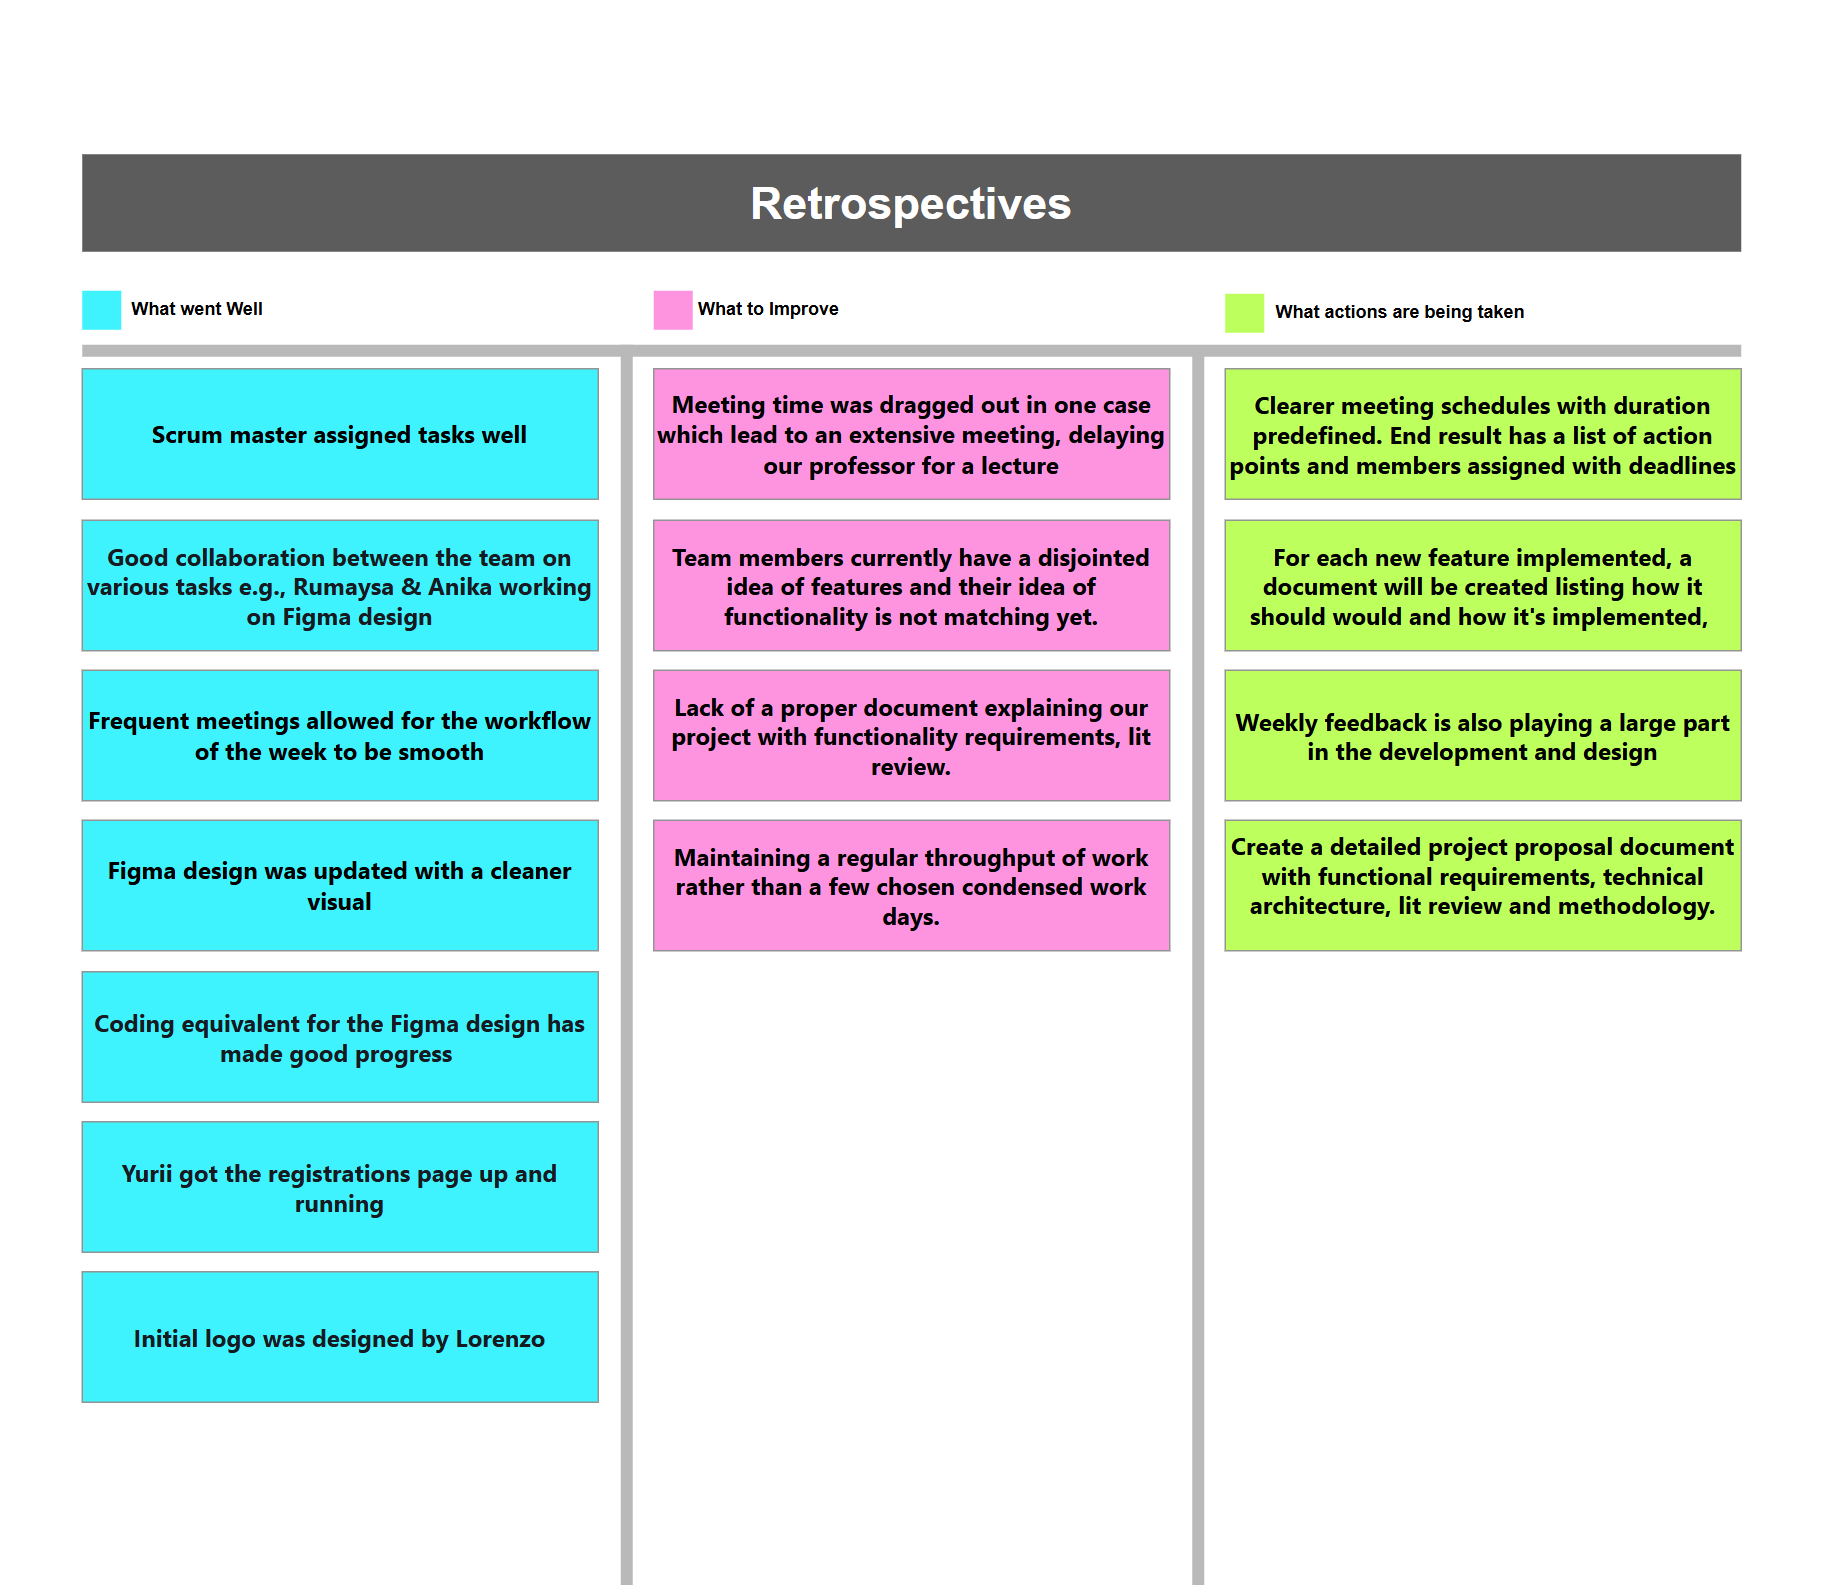 Retrospectives
What went Well
What to Improve
What actions are being taken
Scrum master assigned tasks well
Good collaboration between the team on
various tasks e.g., Rumaysa & Anika working
on Figma design
Frequent meetings allowed for the workflow
of the week to be smooth
Figma design was updated with a cleaner
visual
Coding equivalent for the Figma design has
made good progress
Yurii got the registrations page up and
running
Initial logo was designed by Lorenzo
Meeting time was dragged out in one case
which lead to an extensive meeting, delaying
our professor for a lecture
Team members currently have a disjointed
idea of features and their idea of
functionality is not matching yet.
Lack of a proper document explaining our
project with functionality requirements, lit
review.
Maintaining a regular throughput of work
rather than a few chosen condensed work
days.
Clearer meeting schedules with duration
predefined. End result has a list of action
points and members assigned with deadlines
For each new feature implemented, a
document will be created listing how it
should would and how it's implemented,
Weekly feedback is also playing a large part
in the development and design
Create a detailed project proposal document
with functional requirements, technical
architecture, lit review and methodology.